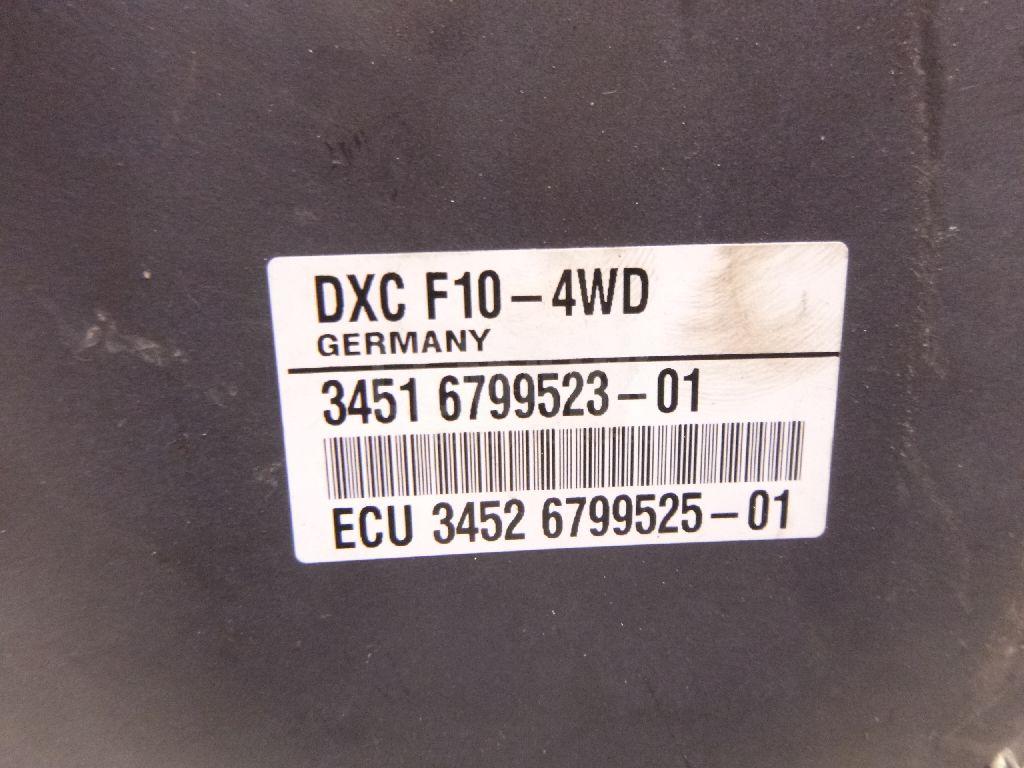 DXC F10-4WD
GERMANY
3451 6799523-01
ECU 3452 6799525-01